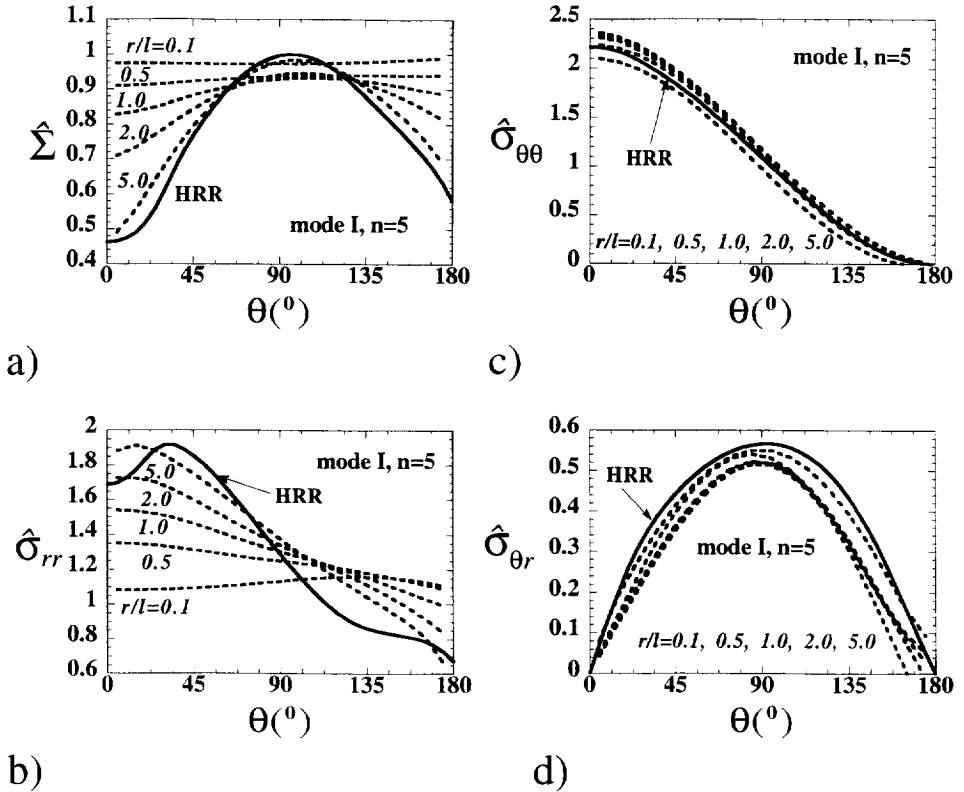 1.1
1
0.9
0.8
0.7
0.6
0.5
0.4
Σ̂
r/l=0.1
0.5
1.0
2.0
5.0
HRR
mode I, n=5
0 45 90 135 180
θ(⁰)
a)
2.5
2
1.5
1
0.5
0
σ̂θθ
mode I, n=5
HRR
r/l=0.1, 0.5, 1.0, 2.0, 5.0
0 45 90 135 180
θ(⁰)
c)
2
1.8
1.6
1.4
1.2
1
0.8
0.6
σ̂rr
mode I, n=5
5.0
HRR
2.0
1.0
0.5
r/l=0.1
0 45 90 135 180
θ(⁰)
b)
0.6
0.5
0.4
0.3
0.2
0.1
0
σ̂θr
HRR
mode I, n=5
r/l=0.1, 0.5, 1.0, 2.0, 5.0
0 45 90 135 180
θ(⁰)
d)